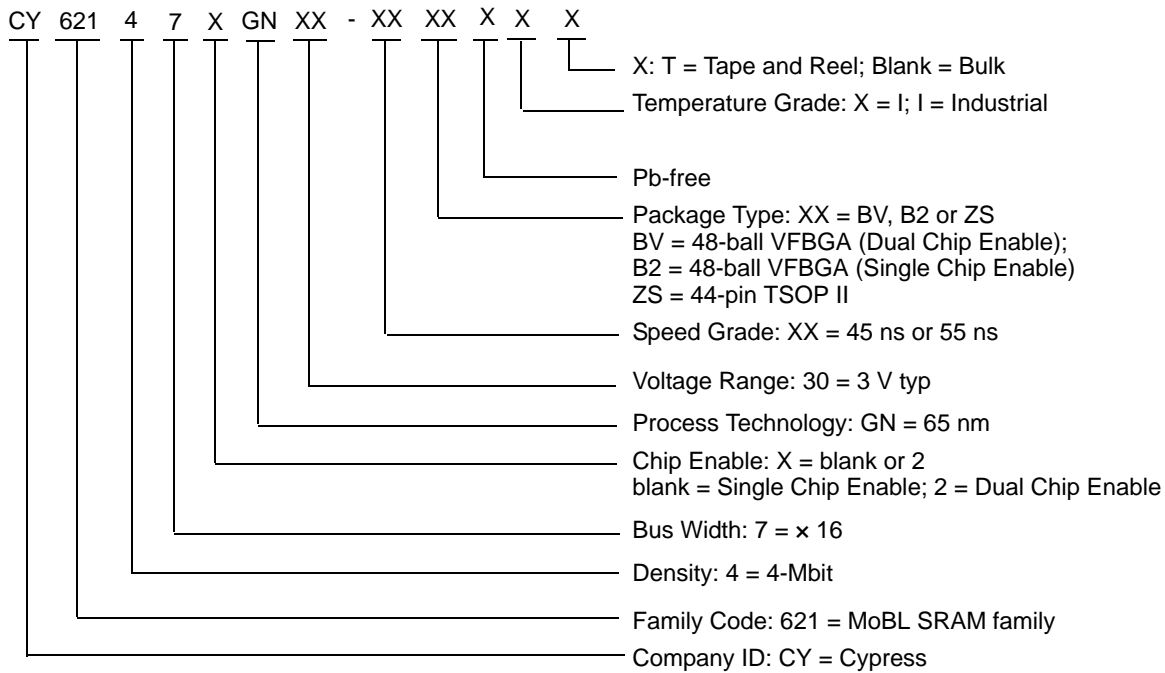 CY 621 4 7 X GN XX - XX XX X X X
X: T = Tape and Reel; Blank = Bulk
Temperature Grade: X = I; I = Industrial
Pb-free
Package Type: XX = BV, B2 or ZS
BV = 48-ball VFBGA (Dual Chip Enable);
B2 = 48-ball VFBGA (Single Chip Enable)
ZS = 44-pin TSOP II
Speed Grade: XX = 45 ns or 55 ns
Voltage Range: 30 = 3 V typ
Process Technology: GN = 65 nm
Chip Enable: X = blank or 2
blank = Single Chip Enable; 2 = Dual Chip Enable
Bus Width: 7 = × 16
Density: 4 = 4-Mbit
Family Code: 621 = MoBL SRAM family
Company ID: CY = Cypress